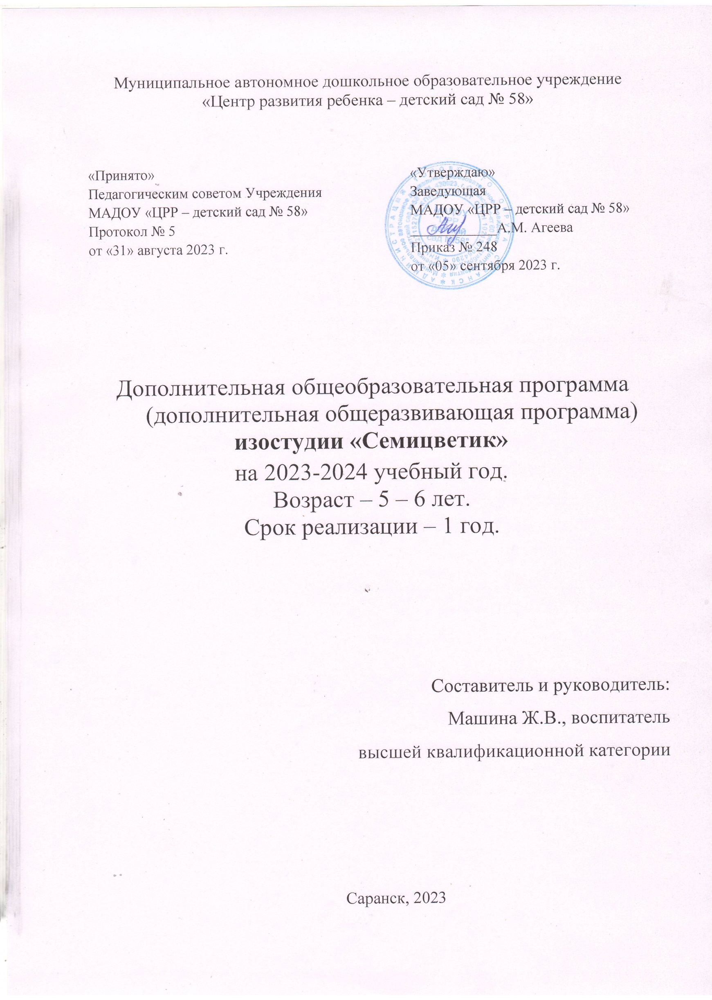 Муниципальное автономное дошкольное образовательное учреждение
«Центр развития ребенка – детский сад № 58»
«Принято»
Педагогическим советом Учреждения
МАДОУ «ЦРР – детский сад № 58»
Протокол № 5
от «31» августа 2023 г.
«Утверждаю»
Заведующая
МАДОУ «ЦРР – детский сад № 58»
____________А.М. Агеева
Приказ № 248
от «05» сентября 2023 г.
Дополнительная общеобразовательная программа
(дополнительная общеразвивающая программа)
изостудии «Семицветик»
на 2023-2024 учебный год.
Возраст – 5 – 6 лет.
Срок реализации – 1 год.
Составитель и руководитель:
Машина Ж.В., воспитатель
высшей квалификационной категории
Саранск, 2023